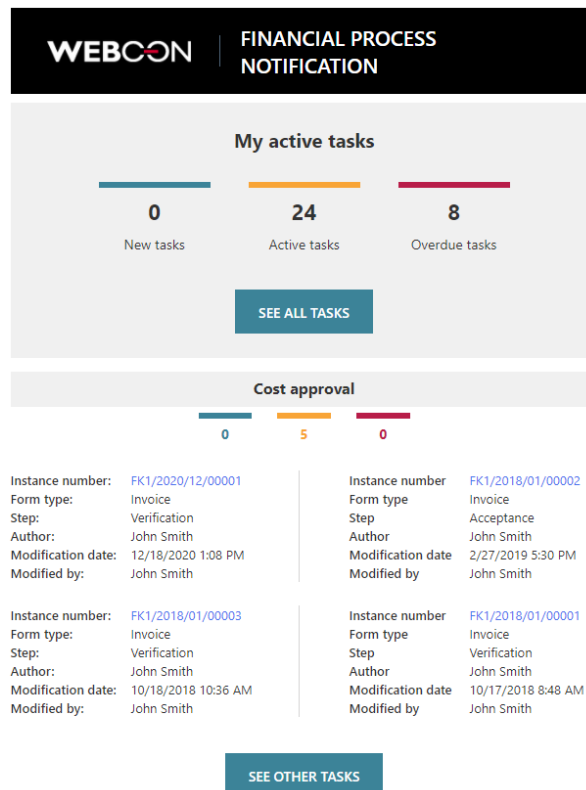 WEBCON
FINANCIAL PROCESS
NOTIFICATION
My active tasks
0
New tasks
24
Active tasks
8
Overdue tasks
SEE ALL TASKS
Cost approval
0 5 0
Instance number: FK1/2020/12/00001
Form type: Invoice
Step: Verification
Author: John Smith
Modification date: 12/18/2020 1:08 PM
Modified by: John Smith
Instance number FK1/2018/01/00002
Form type Invoice
Step Acceptance
Author John Smith
Modification date 2/27/2019 5:30 PM
Modified by John Smith
Instance number: FK1/2018/01/00003
Form type: Invoice
Step: Verification
Author: John Smith
Modification date: 10/18/2018 10:36 AM
Modified by: John Smith
Instance number FK1/2018/01/00001
Form type Invoice
Step Verification
Author John Smith
Modification date 10/17/2018 8:48 AM
Modified by John Smith
SEE OTHER TASKS